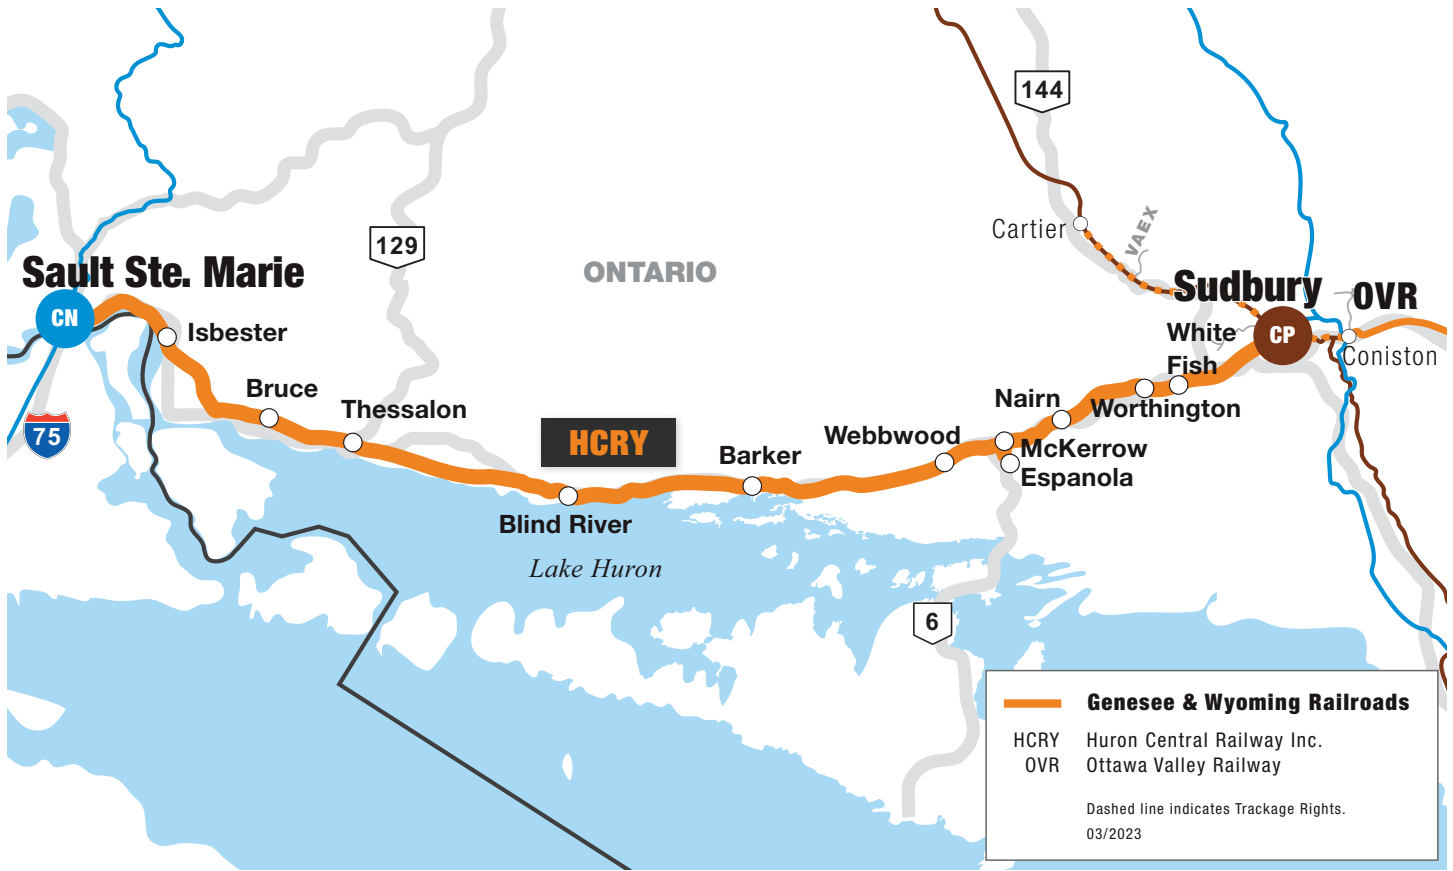 144
Cartier
VAEX
129
ONTARIO
Sault Ste. Marie
CN
Isbester
Sudbury
OVR
CP
White
Fish
Coniston
75
Bruce
Thessalon
HCRY
Barker
Webbwood
Nairn
Worthington
McKerrow
Espanola
Blind River
Lake Huron
6
Genesee & Wyoming Railroads
HCRY Huron Central Railway Inc.
OVR Ottawa Valley Railway
Dashed line indicates Trackage Rights.
03/2023